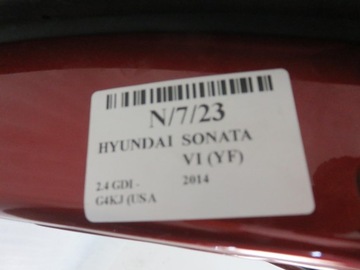 N/7/23
HYUNDAI SONATA
VI (YF)
2.4 GDI - 2014
G4KJ (USA